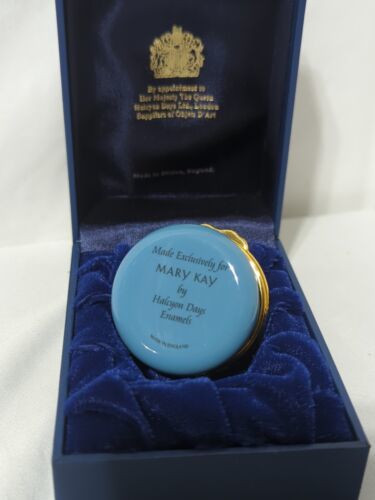 By appointment to
Her Majesty The Queen
Halcyon Days Ltd., London
Suppliers of Objets D'Art
Made in Bilston, England.
Made Exclusively for
MARY KAY
by
Halcyon Days
Enamels
MADE IN ENGLAND